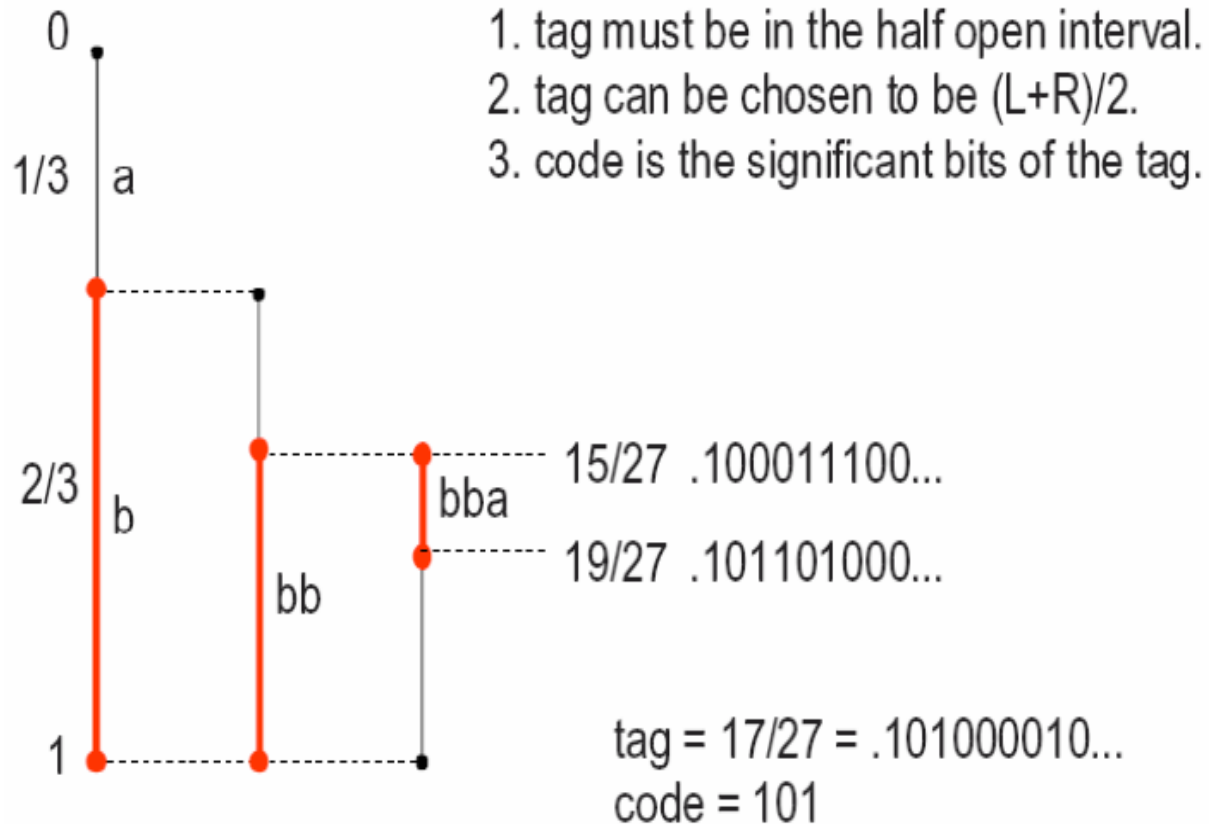 0
1. tag must be in the half open interval.
2. tag can be chosen to be (L+R)/2.
3. code is the significant bits of the tag.
1/3 a
2/3 b
bb
bba
15/27 .100011100...
19/27 .101101000...
1
tag = 17/27 = .101000010...
code = 101